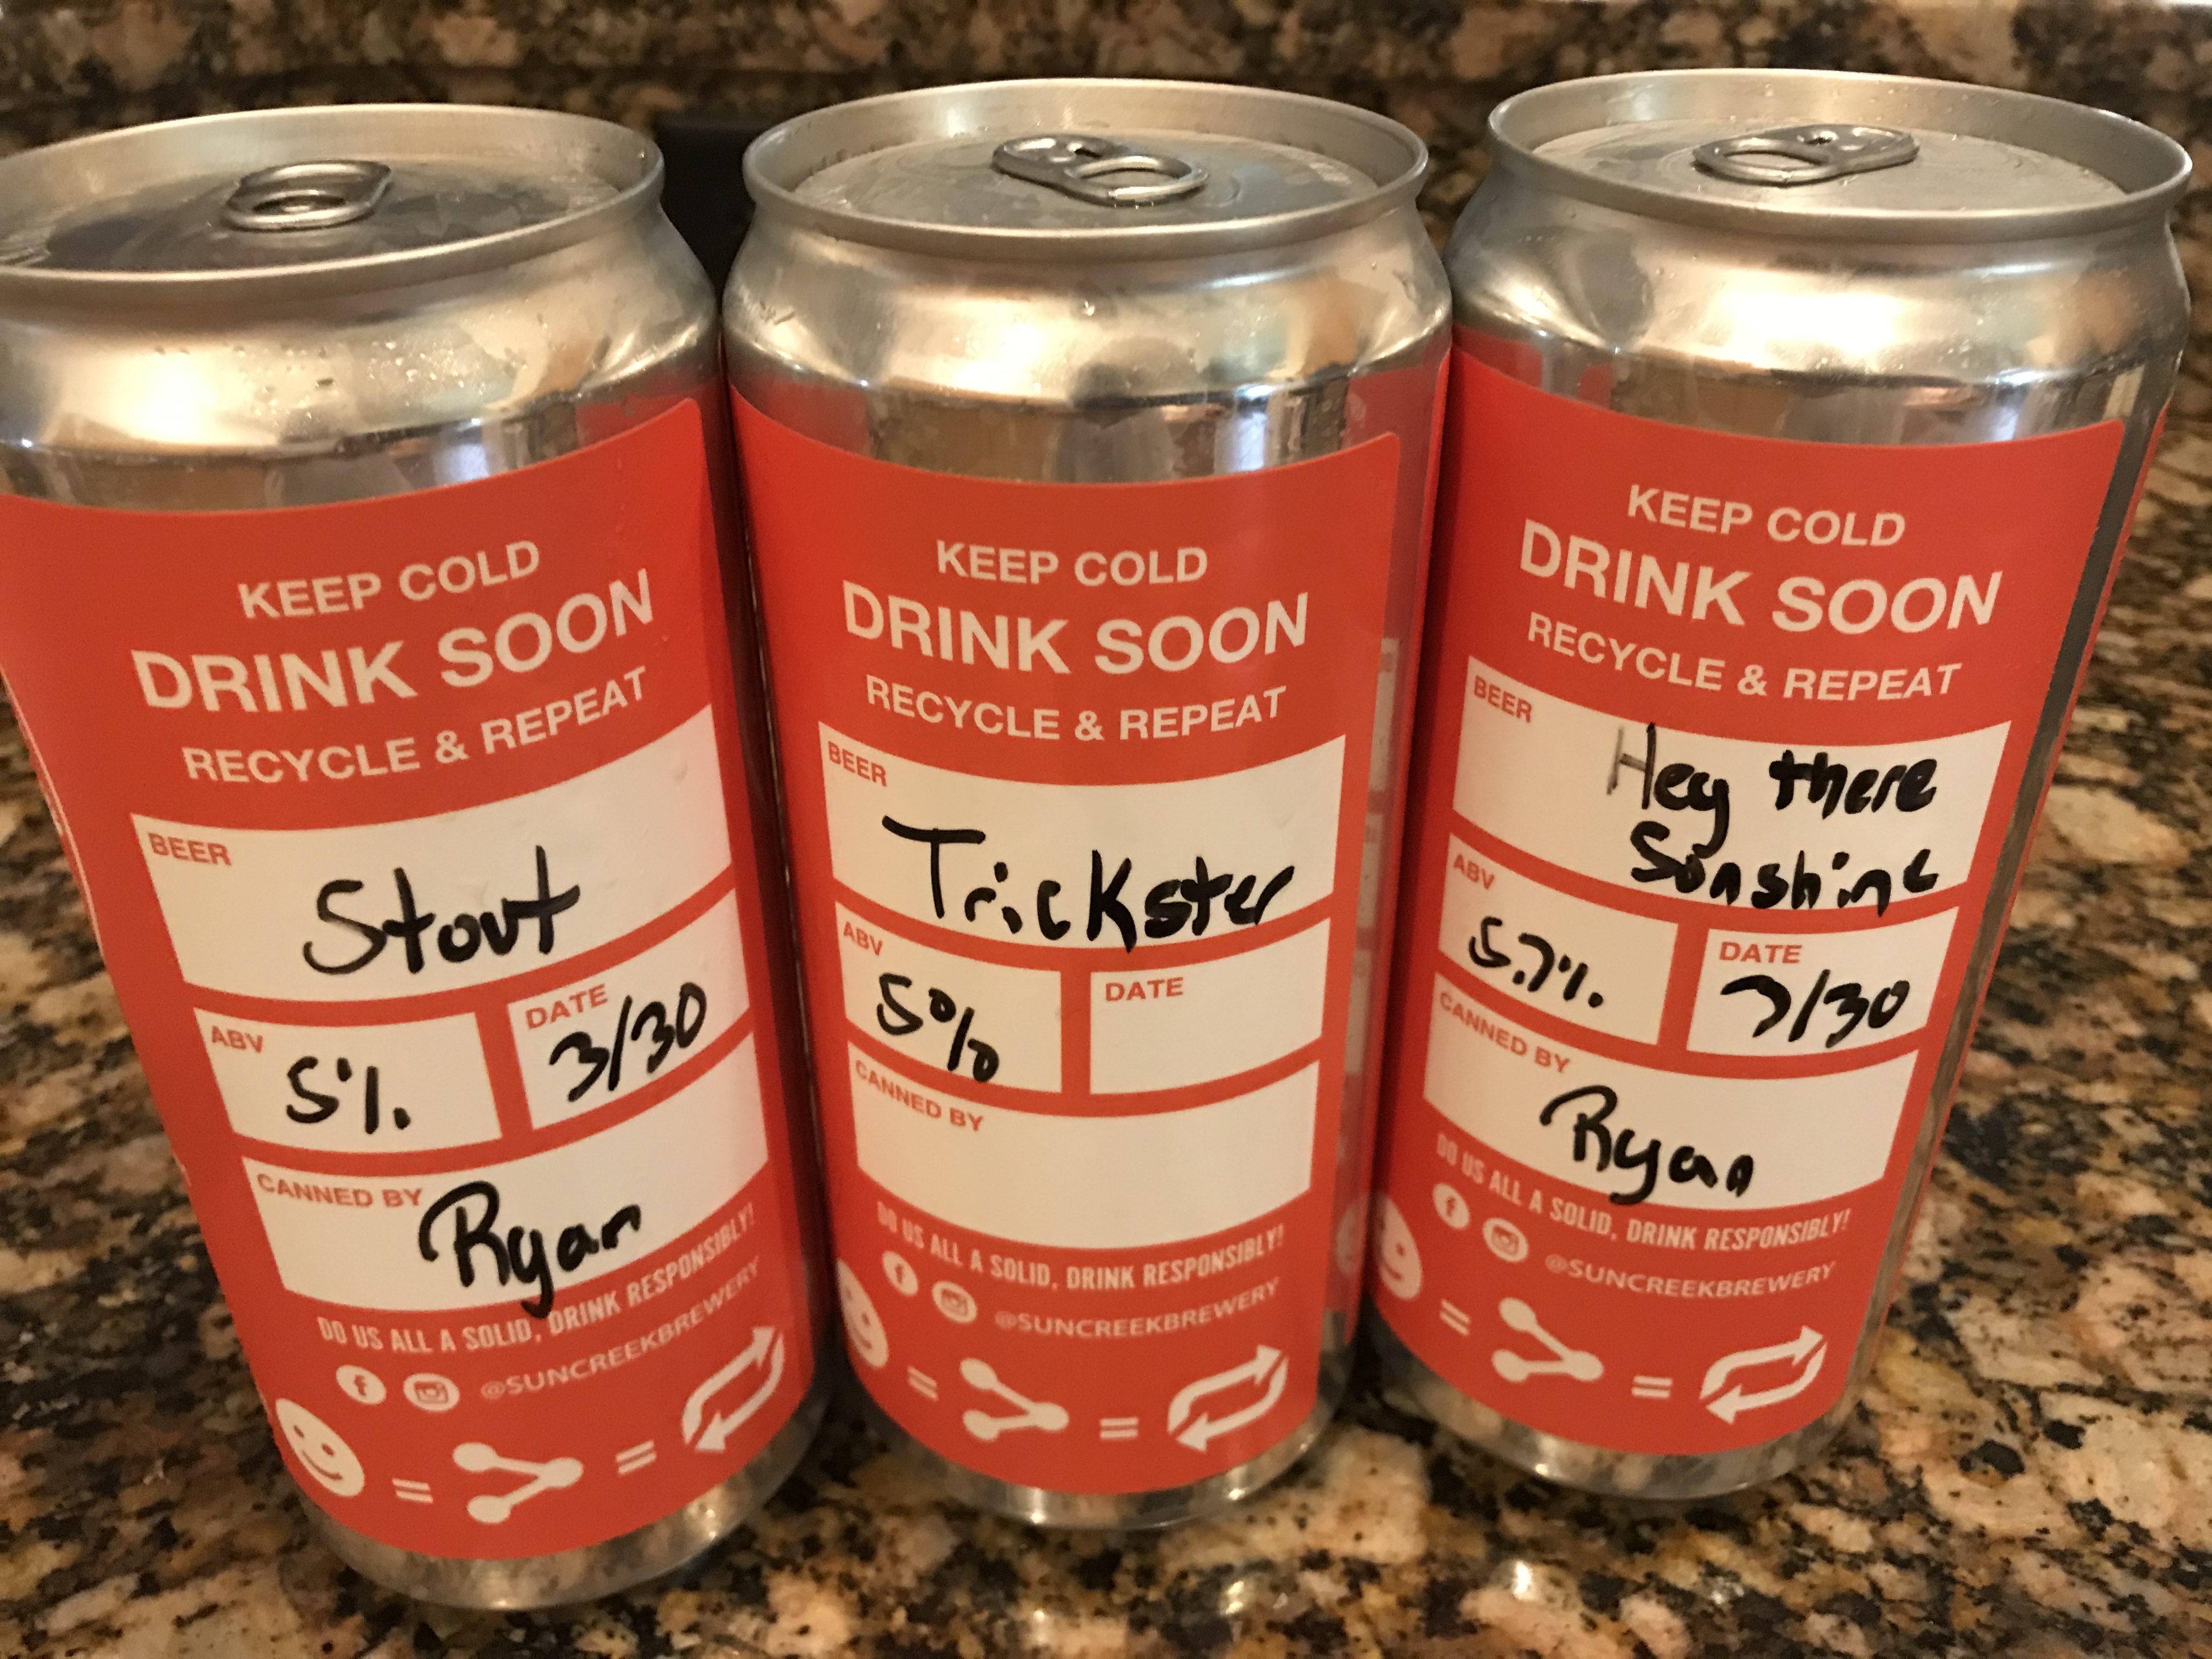 KEEP COLD
DRINK SOON
RECYCLE & REPEAT
BEER
Stout
ABV
5%
DATE
3/30
CANNED BY
Ryan
DO US ALL A SOLID, DRINK RESPONSIBLY!
@SUNCREEKBREWERY
= =
KEEP COLD
DRINK SOON
RECYCLE & REPEAT
BEER
Trickster
ABV
5%
DATE
CANNED BY
DO US ALL A SOLID, DRINK RESPONSIBLY!
@SUNCREEKBREWERY
= =
KEEP COLD
DRINK SOON
RECYCLE & REPEAT
BEER
Hey there
Sonshine
ABV
5.7%
DATE
3/30
CANNED BY
Ryan
DO US ALL A SOLID, DRINK RESPONSIBLY!
@SUNCREEKBREWERY
= =